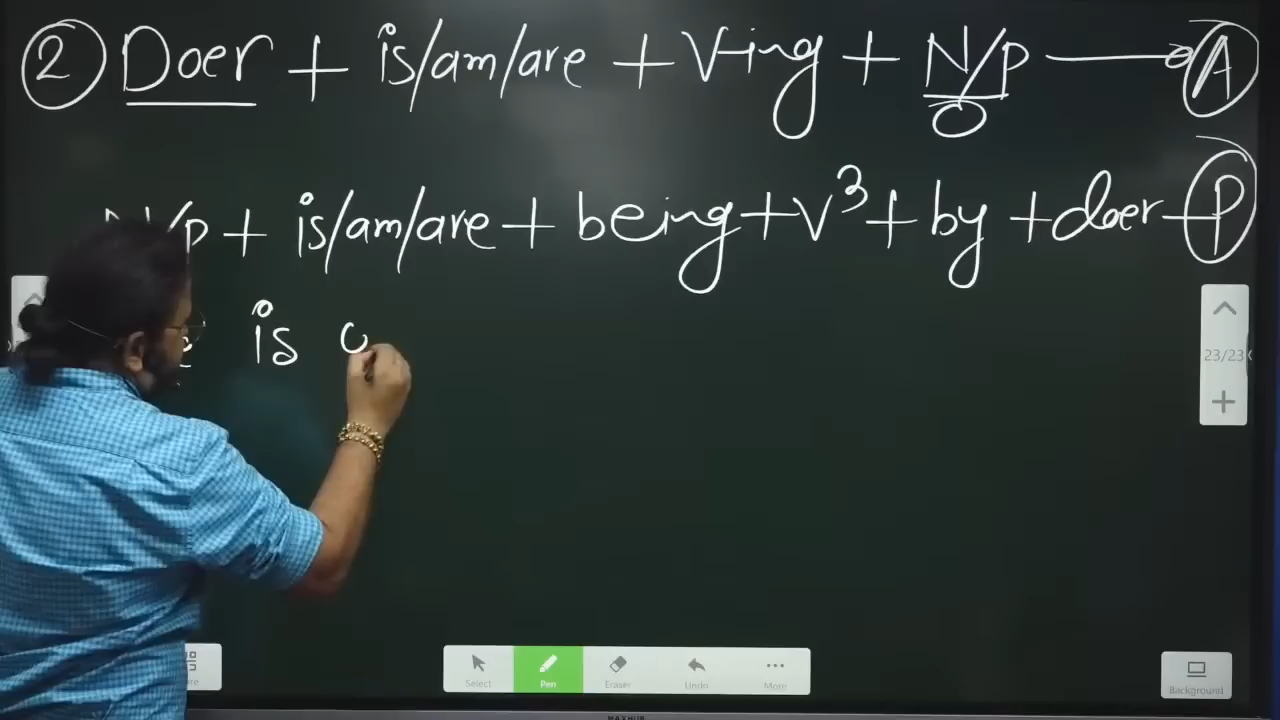 ② Doer + is/am/are + V-ing + N/P → A
O
N/P + is/am/are + being + V³ + by + doer → P
is
23/23
Select Pen Eraser Undo More Background
MAXHUB